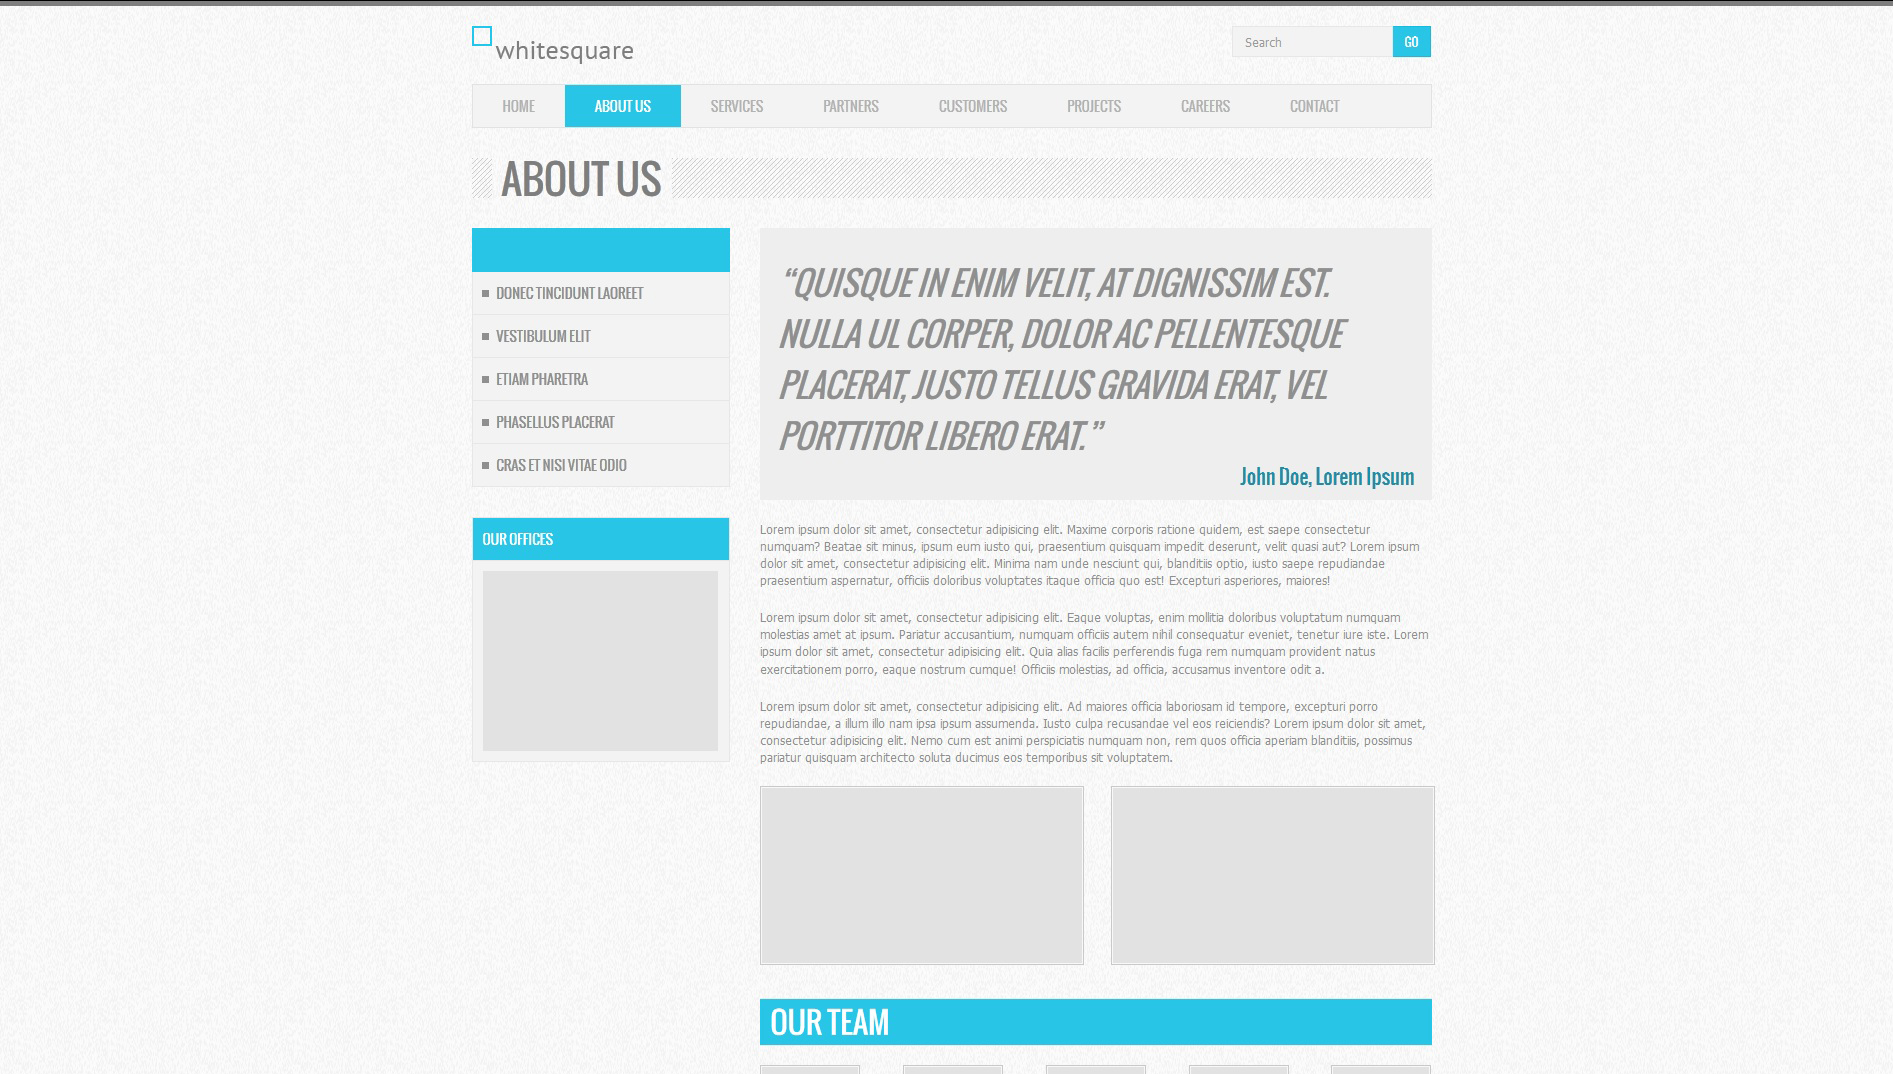 whitesquare
Search
GO
HOME ABOUT US SERVICES PARTNERS CUSTOMERS PROJECTS CAREERS CONTACT
ABOUT US
DONEC TINCIDUNT LAOREET
VESTIBULUM ELIT
ETIAM PHARETRA
PHASELLUS PLACERAT
CRAS ET NISI VITAE ODIO
OUR OFFICES
“QUISQUE IN ENIM VELIT, AT DIGNISSIM EST.
NULLA UL CORPER, DOLOR AC PELLENTESQUE
PLACERAT, JUSTO TELLUS GRAVIDA ERAT, VEL
PORTTITOR LIBERO ERAT.”
John Doe, Lorem Ipsum
Lorem ipsum dolor sit amet, consectetur adipisicing elit. Maxime corporis ratione quidem, est saepe consectetur
numquam? Beatae sit minus, ipsum eum iusto qui, praesentium quisquam impedit deserunt, velit quasi aut? Lorem ipsum
dolor sit amet, consectetur adipisicing elit. Minima nam unde nesciunt qui, blanditiis optio, iusto saepe repudiandae
praesentium aspernatur, officiis doloribus voluptates itaque officia quo est! Excepturi asperiores, maiores!
Lorem ipsum dolor sit amet, consectetur adipisicing elit. Eaque voluptas, enim mollitia doloribus voluptatum numquam
molestias amet at ipsum. Pariatur accusantium, numquam officiis autem nihil consequatur eveniet, tenetur iure iste. Lorem
ipsum dolor sit amet, consectetur adipisicing elit. Quia alias facilis perferendis fuga rem numquam provident natus
exercitationem porro, eaque nostrum cumque! Officiis molestias, ad officia, accusamus inventore odit a.
Lorem ipsum dolor sit amet, consectetur adipisicing elit. Ad maiores officia laboriosam id tempore, excepturi porro
repudiandae, a illum illo nam ipsa ipsum assumenda. Iusto culpa recusandae vel eos reiciendis? Lorem ipsum dolor sit amet,
consectetur adipisicing elit. Nemo cum est animi perspiciatis numquam non, rem quos officia aperiam blanditiis, possimus
pariatur quisquam architecto soluta ducimus eos temporibus sit voluptatem.
OUR TEAM